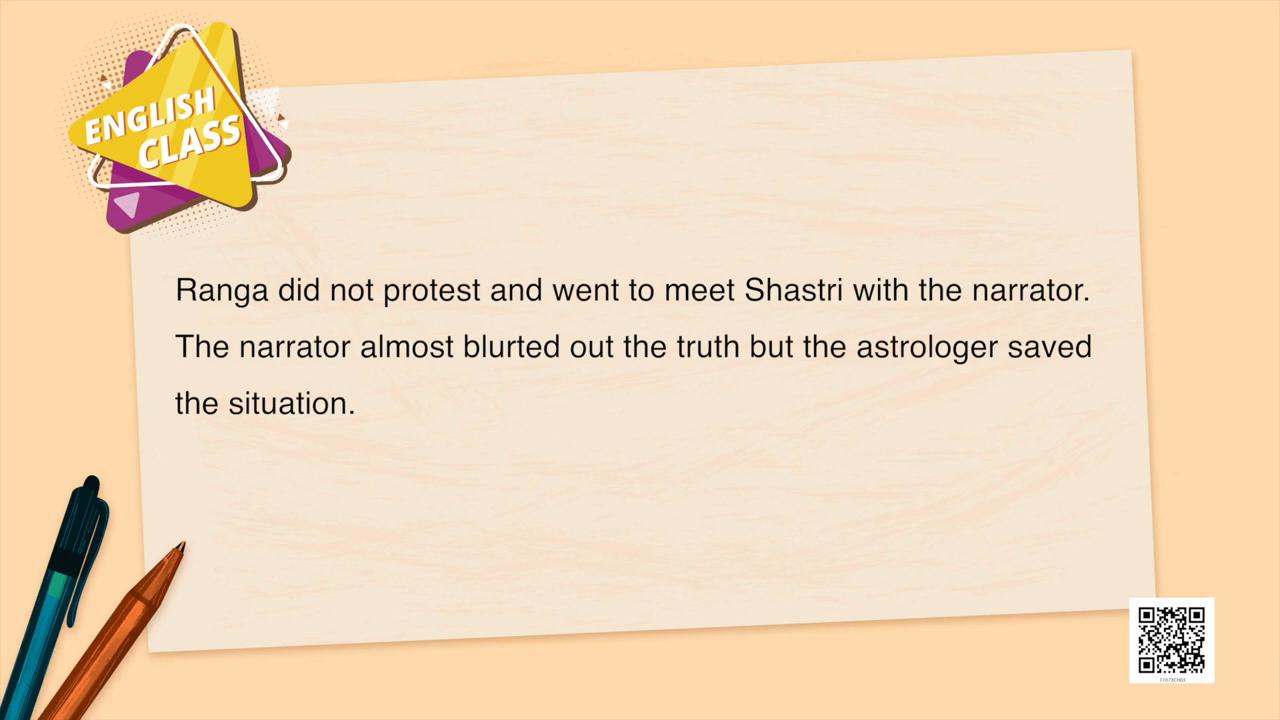 ENGLISH
CLASS
Ranga did not protest and went to meet Shastri with the narrator.
The narrator almost blurted out the truth but the astrologer saved
the situation.